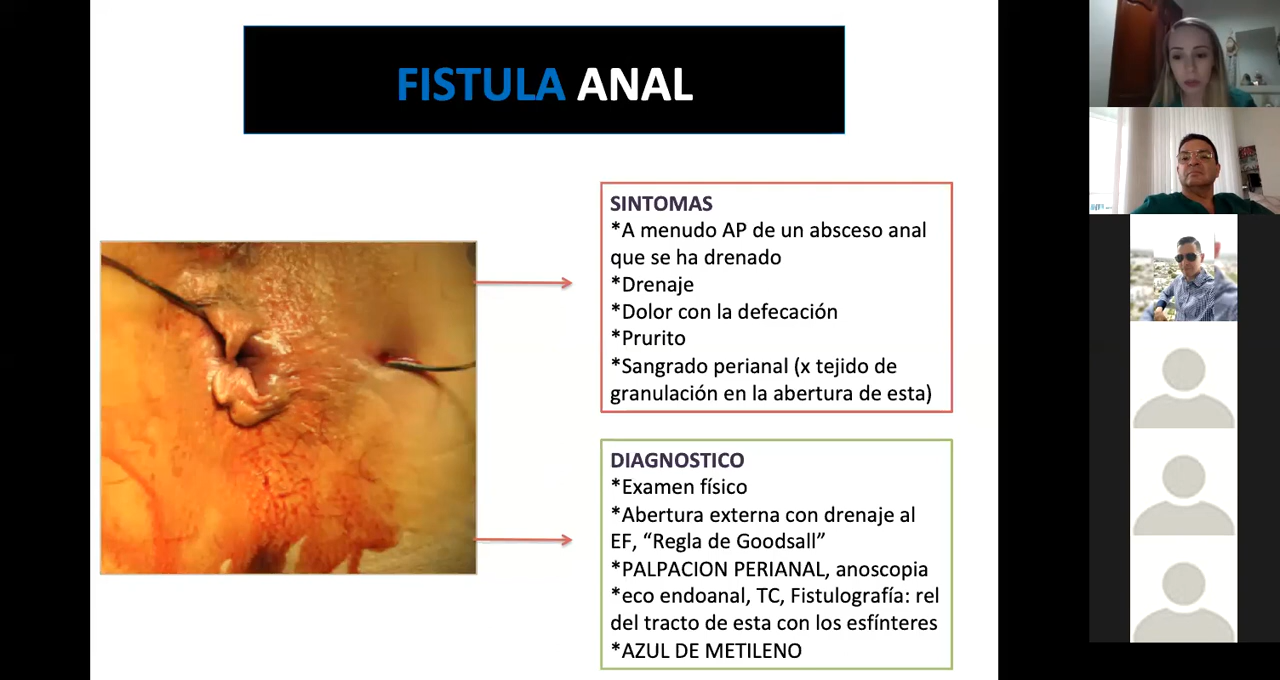 FISTULA ANAL
SINTOMAS
*A menudo AP de un absceso anal
que se ha drenado
*Drenaje
*Dolor con la defecación
*Prurito
*Sangrado perianal (x tejido de
granulación en la abertura de esta)
DIAGNOSTICO
*Examen físico
*Abertura externa con drenaje al
EF, “Regla de Goodsall”
*PALPACION PERIANAL, anoscopia
*eco endoanal, TC, Fistulografía: rel
del tracto de esta con los esfínteres
*AZUL DE METILENO